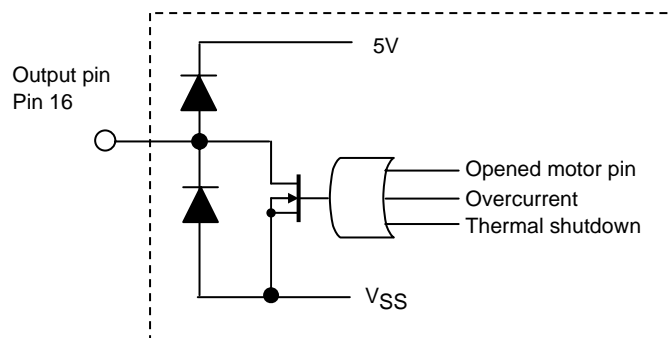 5V
Output pin
Pin 16
Opened motor pin
Overcurrent
Thermal shutdown
VSS